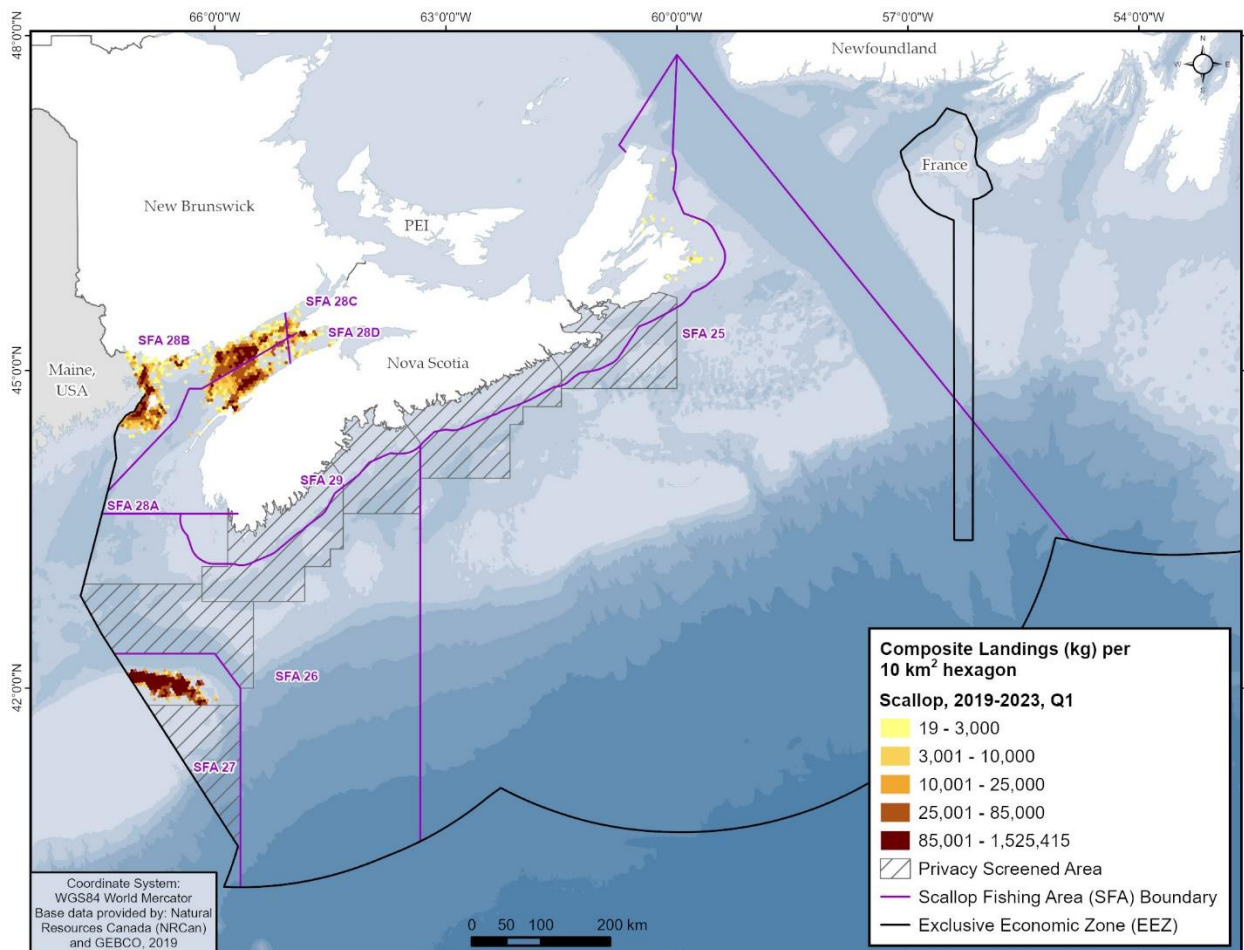 66°0'0"W
63°0'0"W
60°0'0"W
57°0'0"W
54°0'0"W
48°0'0"N
Newfoundland
N
W
E
S
France
New Brunswick
PEI
SFA 28C
SFA 28B
SFA 28D
SFA 25
45°0'0"N
Maine,
USA
Nova Scotia
SFA 29
SFA 28A
42°0'0"N
SFA 26
SFA 27
Composite Landings (kg) per
10 km² hexagon
Scallop, 2019-2023, Q1
19 - 3,000
3,001 - 10,000
10,001 - 25,000
25,001 - 85,000
85,001 - 1,525,415
Privacy Screened Area
Scallop Fishing Area (SFA) Boundary
Exclusive Economic Zone (EEZ)
Coordinate System:
WGS84 World Mercator
Base data provided by: Natural
Resources Canada (NRCan)
and GEBCO, 2019
0 50 100 200 km